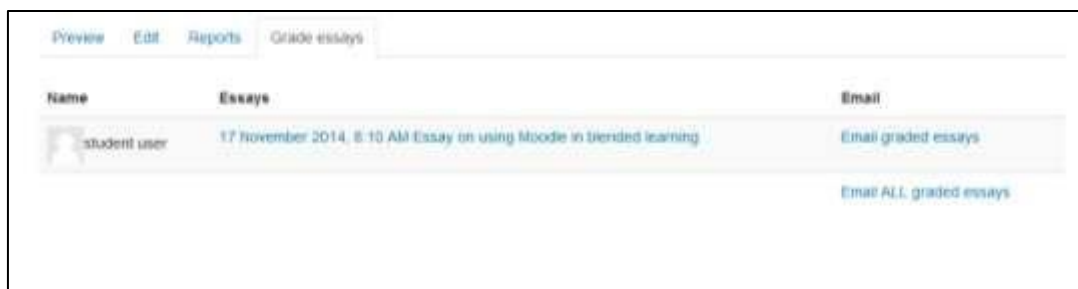 Preview Edit Reports Grade essays
Name Essays Email
student user 17 November 2014, 8:10 AM Essay on using Moodle in blended learning Email graded essays
Email ALL graded essays